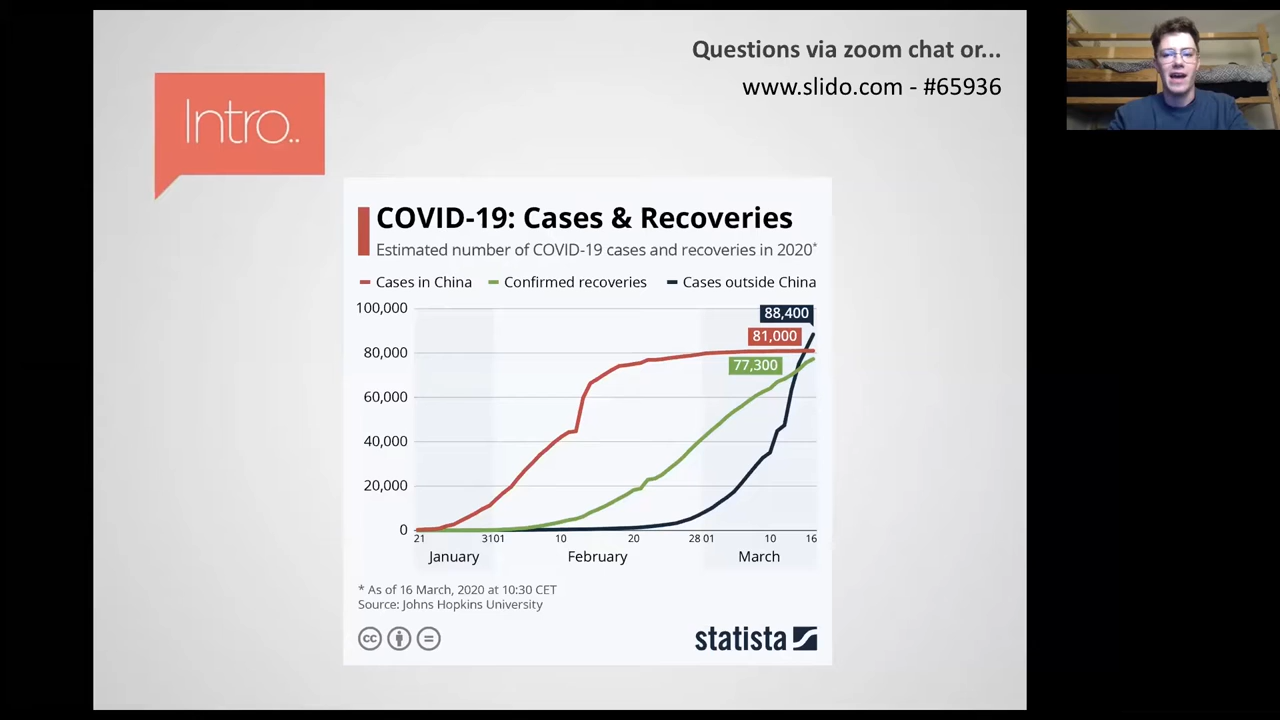 Questions via zoom chat or...
www.slido.com - #65936
Intro..
COVID-19: Cases & Recoveries
Estimated number of COVID-19 cases and recoveries in 2020*
Cases in China Confirmed recoveries Cases outside China
100,000
88,400
81,000
80,000
77,300
60,000
40,000
20,000
0
21 31 01 10 20 28 01 10 16
January February March
* As of 16 March, 2020 at 10:30 CET
Source: Johns Hopkins University
cc =
statista